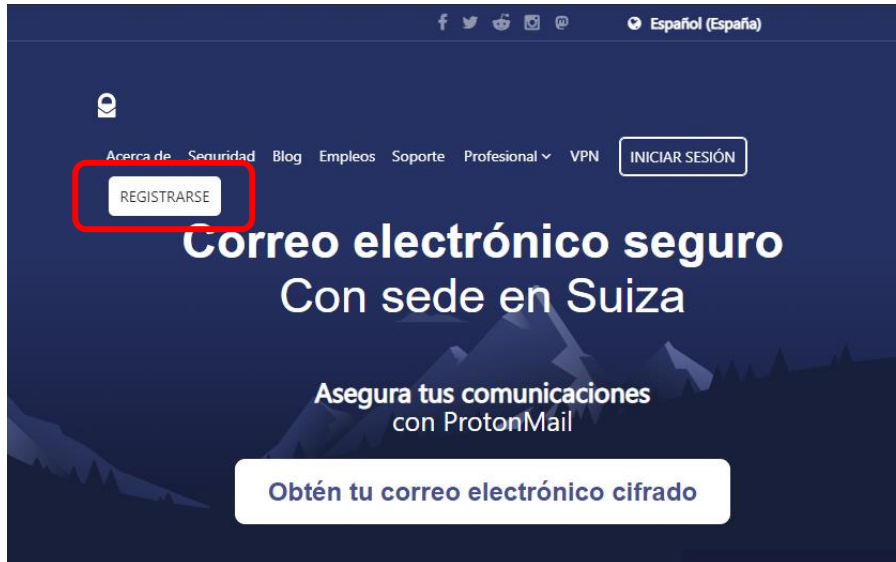 Español (España)
Acerca de Seguridad Blog Empleos Soporte Profesional VPN INICIAR SESIÓN
REGISTRARSE
Correo electrónico seguro
Con sede en Suiza
Asegura tus comunicaciones
con ProtonMail
Obtén tu correo electrónico cifrado